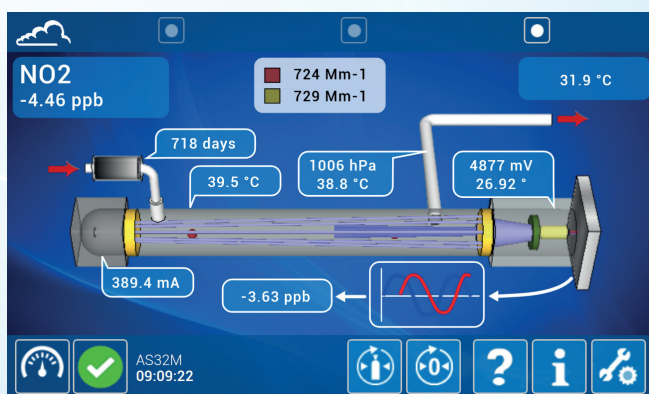 NO2
-4.46 ppb
724 Mm-1
729 Mm-1
31.9 °C
718 days
39.5 °C
1006 hPa
38.8 °C
4877 mV
26.92 °
389.4 mA
-3.63 ppb
AS32M
09:09:22
0
?
i